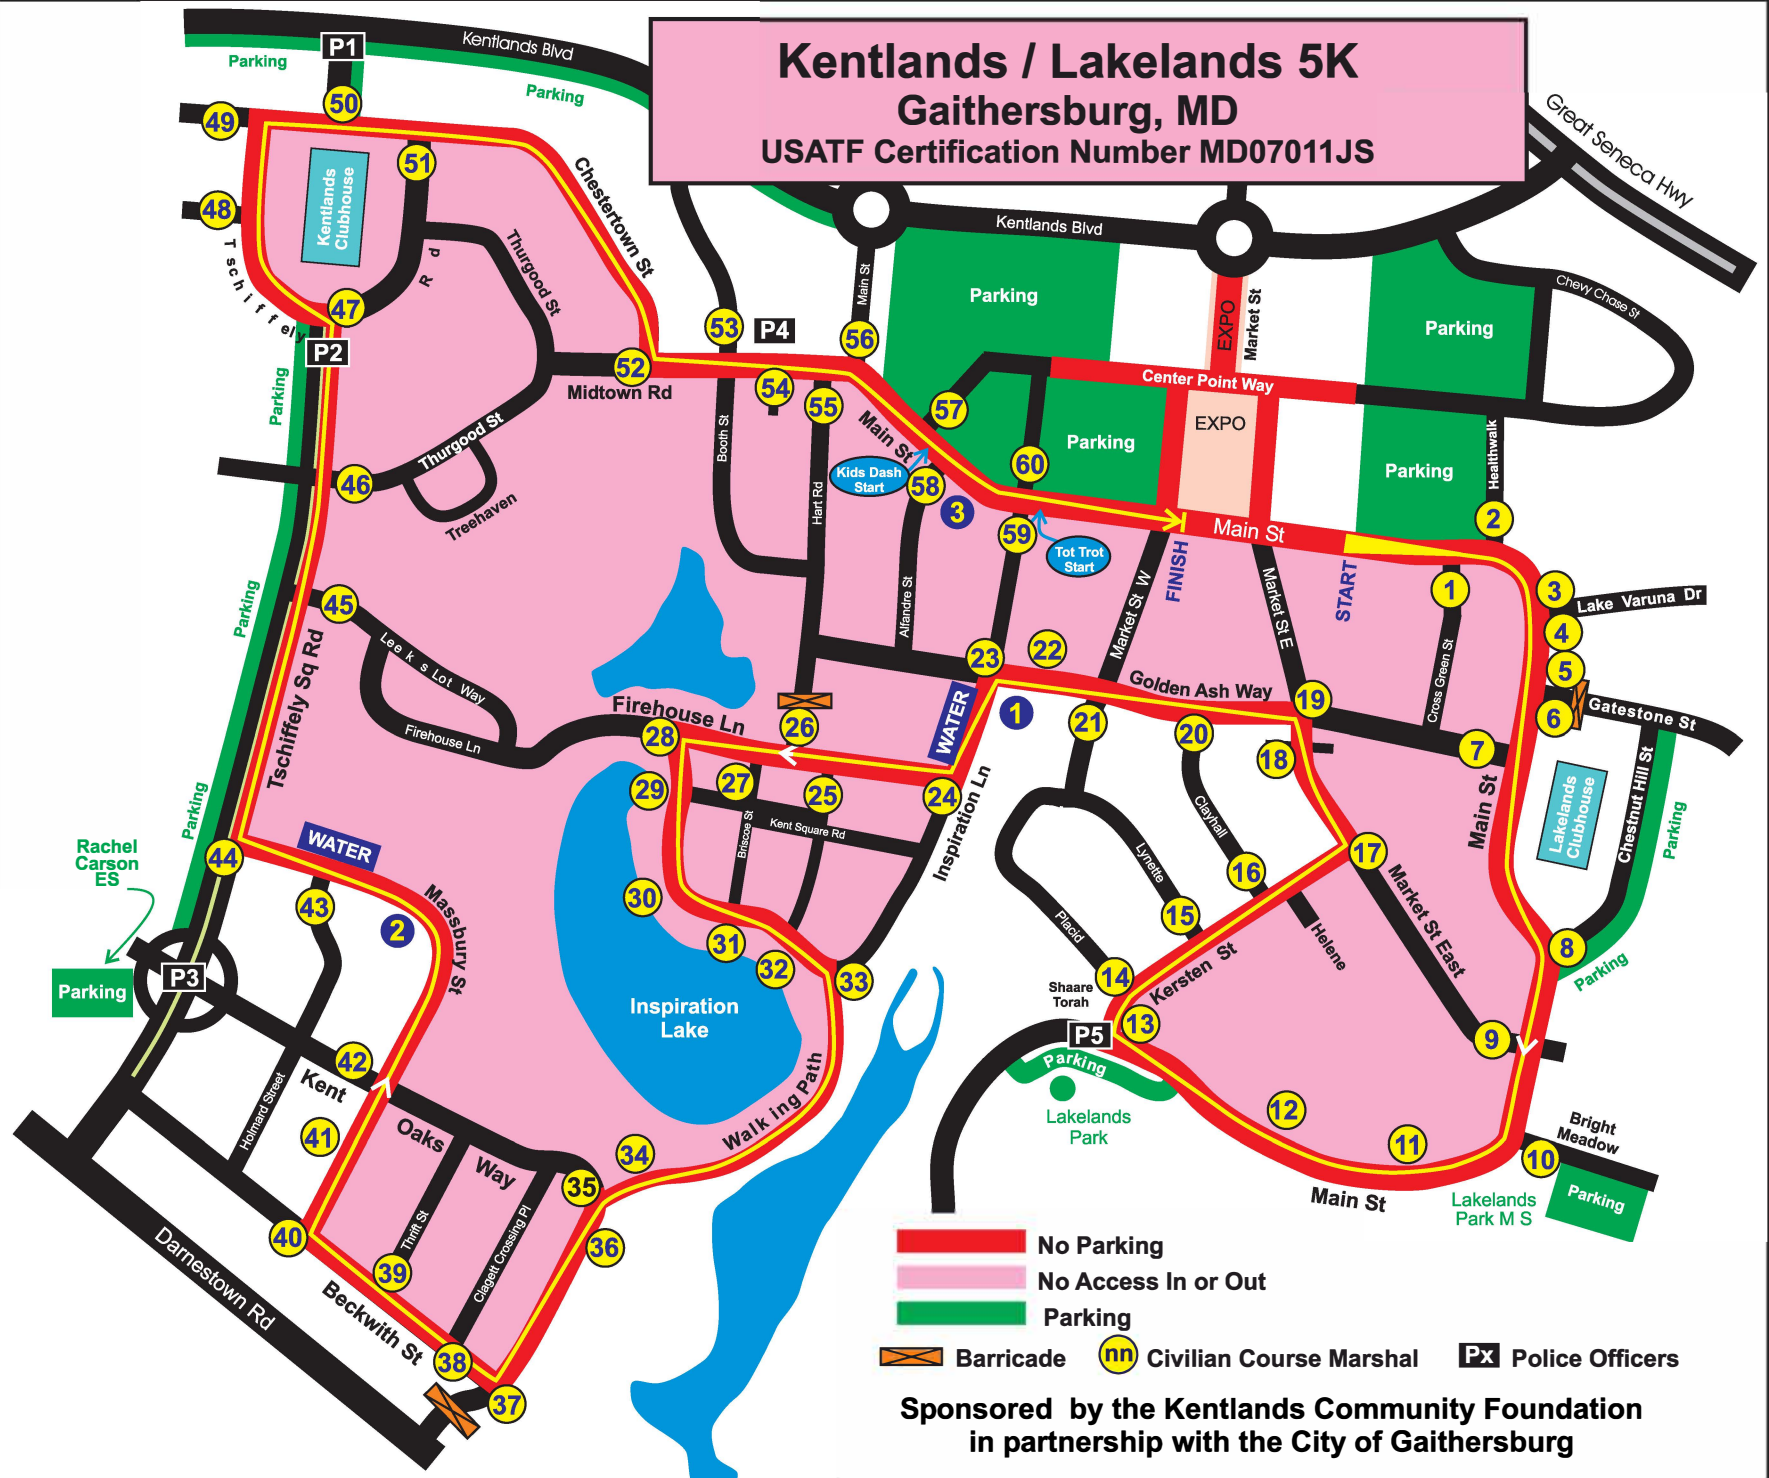 Kentlands / Lakelands 5K
Gaithersburg, MD
USATF Certification Number MD07011JS
Kentlands Blvd
P1
Parking
Parking
50
49
51
Kentlands
Clubhouse
48
Tschiffely
Rd
47
P2
Chestertown St
Thurgood St
52
Midtown Rd
53
P4
54
55
56
Main St
Kentlands Blvd
Great Seneca Hwy
Chevy Chase St
Parking
EXPO
Market St
Parking
Center Point Way
EXPO
Parking
Parking
Healthwalk
57
Main St
Kids Dash
Start
58
3
60
59
Tot Trot
Start
FINISH
Main St
START
2
1
3
Lake Varuna Dr
4
5
6
Gatestone St
7
Parking
Thurgood St
46
Treehaven
Booth St
Hart Rd
Alfandre St
Market St W
Market St E
Cross Green St
Parking
45
Leeks Lot Way
Firehouse Ln
Tschiffely Sq Rd
Firehouse Ln
28
26
WATER
23
22
1
Golden Ash Way
19
21
20
18
29
27
25
24
Briscoe St
Kent Square Rd
Inspiration Ln
Clayhall
Lynette
Placid
16
15
17
Helene
Market St East
Main St
Lakelands
Clubhouse
Chestnut Hill St
Parking
8
Parking
Parking
Rachel
Carson
ES
44
WATER
43
2
Massbury St
Parking
P3
30
31
32
33
Inspiration
Lake
14
Shaare
Torah
Kersten St
13
P5
Parking
Lakelands
Park
9
12
11
Main St
10
Bright
Meadow
Lakelands
Park M S
Parking
42
Kent
Oaks
Way
Holmard Street
41
34
Walking Path
35
36
40
39
Thrift St
Clagett Crossing Pl
38
37
Beckwith St
Darnestown Rd
No Parking
No Access In or Out
Parking
Barricade
nn
Civilian Course Marshal
Px
Police Officers
Sponsored by the Kentlands Community Foundation
in partnership with the City of Gaithersburg